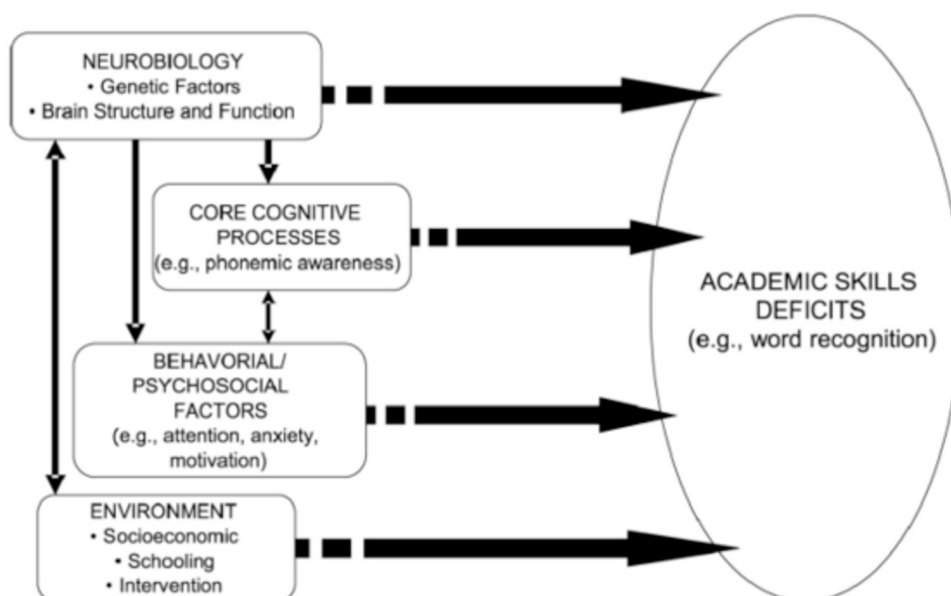 NEUROBIOLOGY
• Genetic Factors
• Brain Structure and Function
CORE COGNITIVE
PROCESSES
(e.g., phonemic awareness)
BEHAVORIAL/
PSYCHOSOCIAL
FACTORS
(e.g., attention, anxiety,
motivation)
ENVIRONMENT
• Socioeconomic
• Schooling
• Intervention
ACADEMIC SKILLS
DEFICITS
(e.g., word recognition)